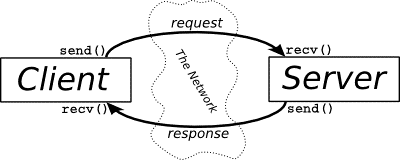 request
send()
recv()
Client
The Network
Server
recv()
send()
response